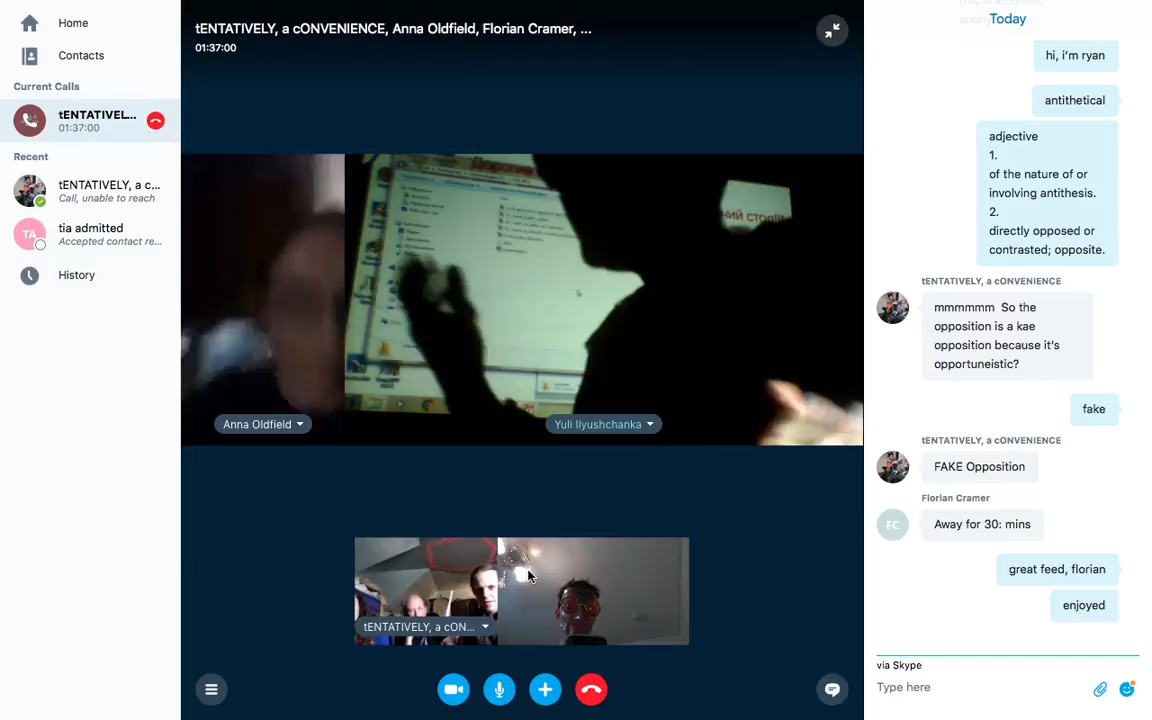 Home
Contacts
Current Calls
tENTATIVEL...
01:37:00
Recent
tENTATIVELY, a c...
Call, unable to reach
TA
tia admitted
Accepted contact re...
History
tENTATIVELY, a cONVENIENCE, Anna Oldfield, Florian Cramer, ...
01:37:00
НИЙ СТОРІН
Anna Oldfield
Yuli Ilyushchanka
tENTATIVELY, a cON...
Today
hi, i'm ryan
antithetical
adjective
1.
of the nature of or
involving antithesis.
2.
directly opposed or
contrasted; opposite.
tENTATIVELY, a cONVENIENCE
mmmmmm So the
opposition is a kae
opposition because it's
opportuneistic?
fake
tENTATIVELY, a cONVENIENCE
FAKE Opposition
Florian Cramer
FC
Away for 30: mins
great feed, florian
enjoyed
via Skype
Type here